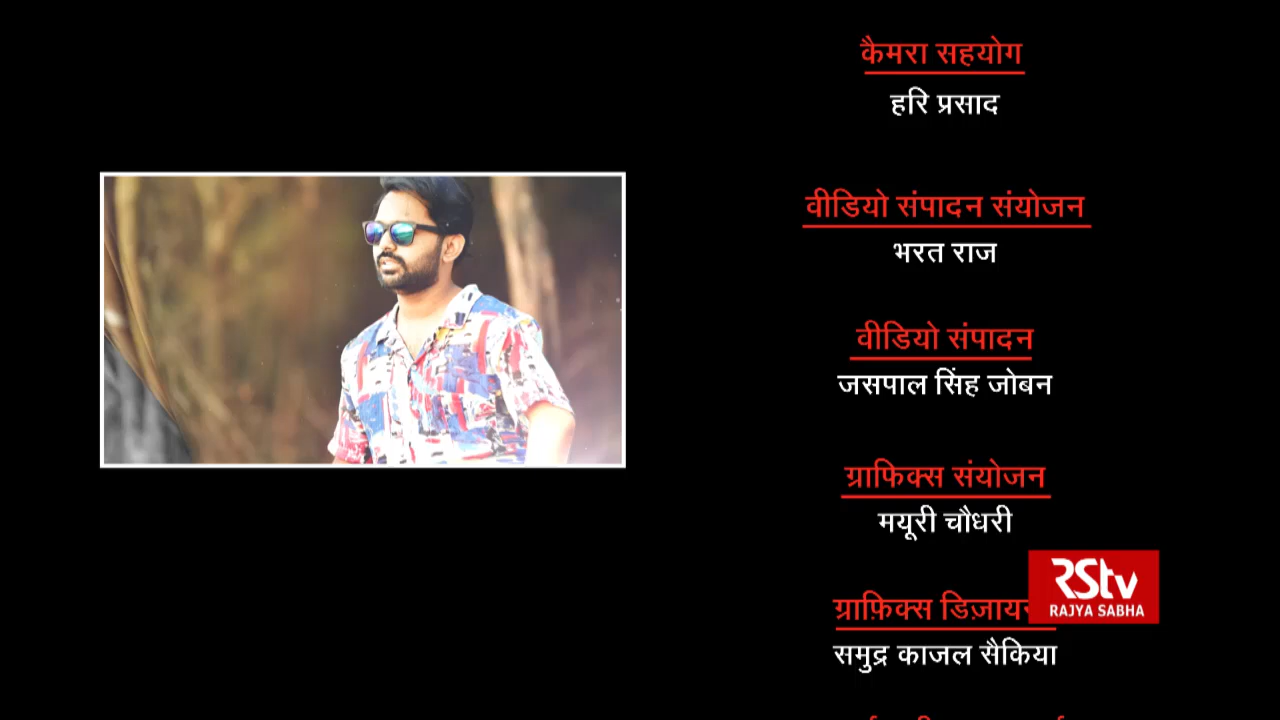 कैमरा सहयोग
हरि प्रसाद
वीडियो संपादन संयोजन
भरत राज
वीडियो संपादन
जसपाल सिंह जोबन
ग्राफिक्स संयोजन
मयूरी चौधरी
RStv
RAJYA SABHA
ग्राफ़िक्स
समुद्र काजल सैकिया